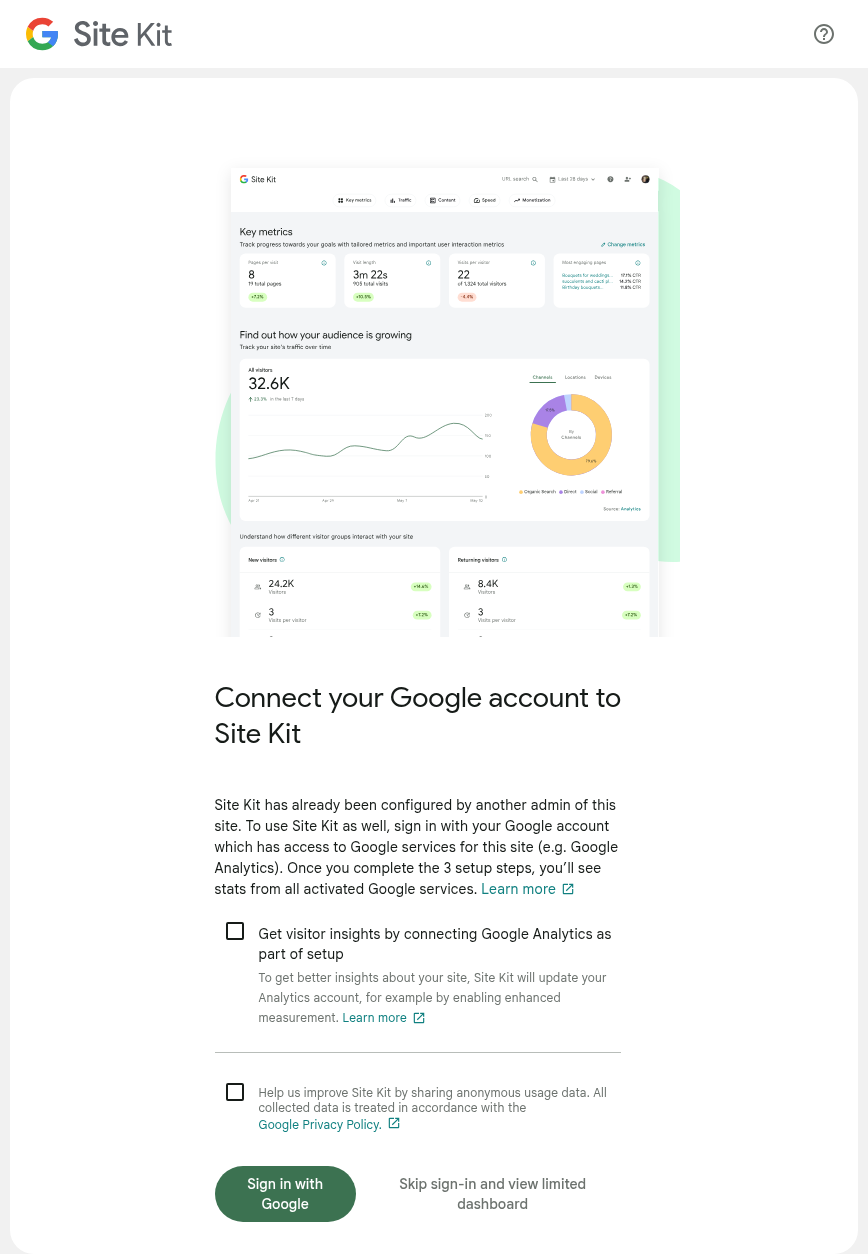 Site Kit
Site Kit
URL search
Last 28 days
Key metrics
Traffic
Content
Speed
Monetization
Key metrics
Track progress towards your goals with tailored metrics and important user interaction metrics
Change metrics
Pages per visit
8
19 total pages
+7.2%
Visit length
3m 22s
905 total visits
+10.5%
Visits per visitor
22
of 1,324 total visitors
-4.4%
Most engaging pages
Bouquets for weddings... 17.1% CTR
succulents and cacti pl... 14.3% CTR
Birthday bouquets... 11.8% CTR
Find out how your audience is growing
Track your site's traffic over time
All visitors
32.6K
23.3% in the last 7 days
200
150
100
50
0
Apr 21
May 1
Channels
Locations
Devices
By
Channels
Organic Search
Direct
Social
Referral
Source: Analytics
Understand how different visitor groups interact with your site
New visitors
24.2K
Visitors
+14.6%
3
Visits per visitor
+7.2%
Returning visitors
8.4K
Visitors
+1.3%
3
Visits per visitor
+7.2%
Connect your Google account to
Site Kit
Site Kit has already been configured by another admin of this
site. To use Site Kit as well, sign in with your Google account
which has access to Google services for this site (e.g. Google
Analytics). Once you complete the 3 setup steps, you’ll see
stats from all activated Google services. Learn more
Get visitor insights by connecting Google Analytics as
part of setup
To get better insights about your site, Site Kit will update your
Analytics account, for example by enabling enhanced
measurement. Learn more
Help us improve Site Kit by sharing anonymous usage data. All
collected data is treated in accordance with the
Google Privacy Policy.
Sign in with
Google
Skip sign-in and view limited
dashboard